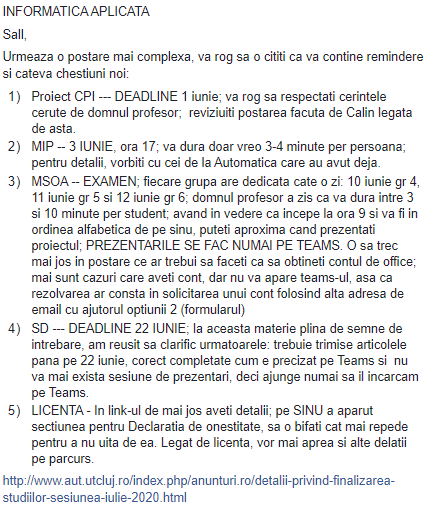 INFORMATICA APLICATA
Sall,
Urmeaza o postare mai complexa, va rog sa o cititi ca va contine remindere
si cateva chestiuni noi:
1) Proiect CPI --- DEADLINE 1 iunie; va rog sa respectati cerintele
cerute de domnul profesor; reviziuiti postarea facuta de Calin legata
de asta.
2) MIP -- 3 IUNIE, ora 17; va dura doar vreo 3-4 minute per persoana;
pentru detalii, vorbiti cu cei de la Automatica care au avut deja.
3) MSOA -- EXAMEN; fiecare grupa are dedicata cate o zi: 10 iunie gr 4,
11 iunie gr 5 si 12 iunie gr 6; domnul profesor a zis ca va dura intre 3
si 10 minute per student; avand in vedere ca incepe la ora 9 si va fi in
ordinea alfabetica de pe sinu, puteti aproxima cand prezentati
proiectul; PREZENTARILE SE FAC NUMAI PE TEAMS. O sa trec
mai jos in postare ce ar trebui sa faceti ca sa obtineti contul de office;
mai sunt cazuri care aveti cont, dar nu va apare teams-ul, asa ca
rezolvarea ar consta in solicitarea unui cont folosind alta adresa de
email cu ajutorul optiunii 2 (formularul)
4) SD --- DEADLINE 22 IUNIE; la aceasta materie plina de semne de
intrebare, am reusit sa clarific urmatoarele: trebuie trimise articolele
pana pe 22 iunie, corect completate cum e precizat pe Teams si nu
va mai exista sesiune de prezentari, deci ajunge numai sa il incarcam
pe Teams.
5) LICENTA - In link-ul de mai jos aveti detalii; pe SINU a aparut
sectiunea pentru Declaratia de onestitate, sa o bifati cat mai repede
pentru a nu uita de ea. Legat de licenta, vor mai aprea si alte delatii
pe parcurs.
http://www.aut.utcluj.ro/index.php/anunturi.ro/detalii-privind-finalizarea-
studiilor-sesiunea-iulie-2020.html